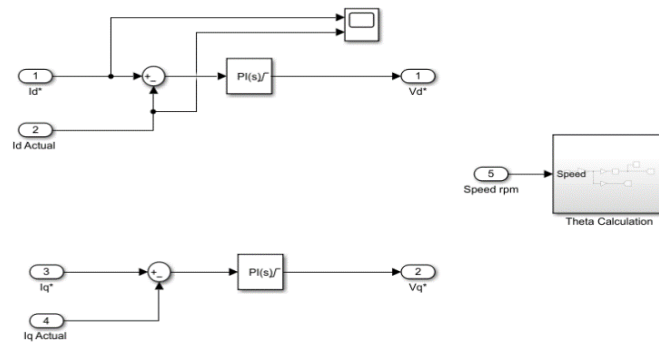 1
Id*
+
−
PI(s)
1
Vd*
2
Id Actual
5
Speed rpm
Speed
Theta Calculation
3
Iq*
+
−
PI(s)
2
Vq*
4
Iq Actual